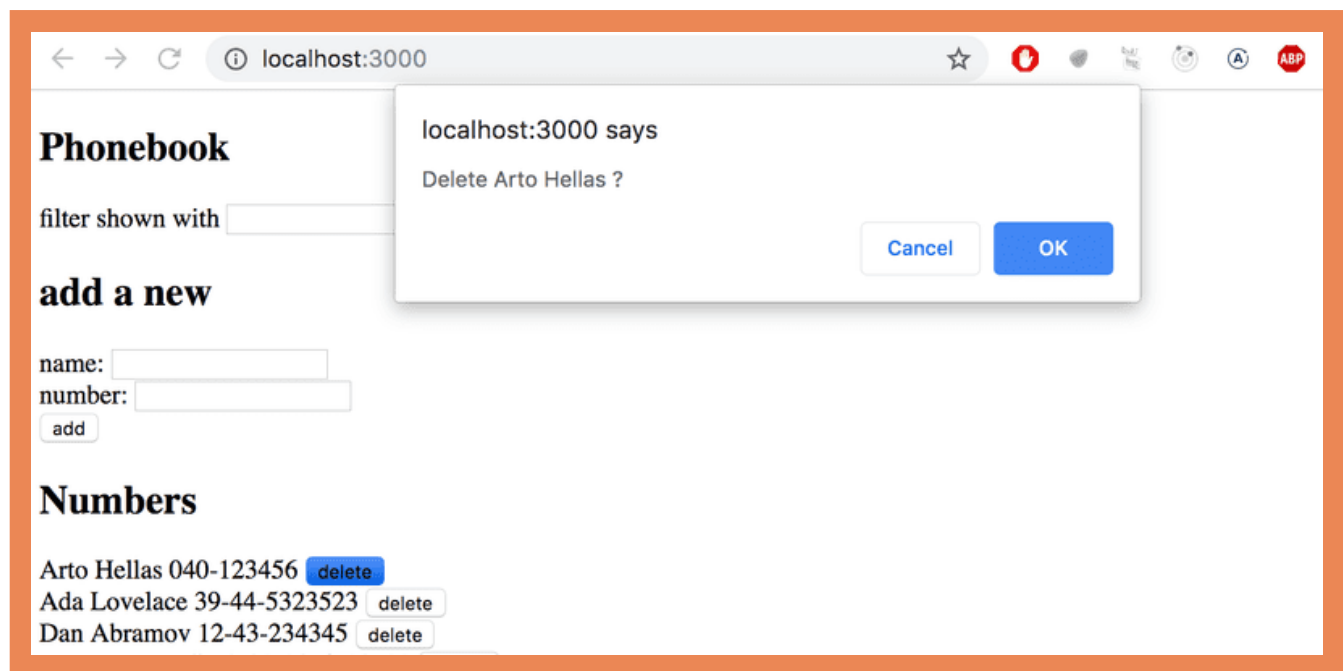 localhost:3000
ABP
localhost:3000 says
Delete Arto Hellas ?
Cancel
OK
Phonebook
filter shown with
add a new
name:
number:
add
Numbers
Arto Hellas 040-123456 delete
Ada Lovelace 39-44-5323523 delete
Dan Abramov 12-43-234345 delete